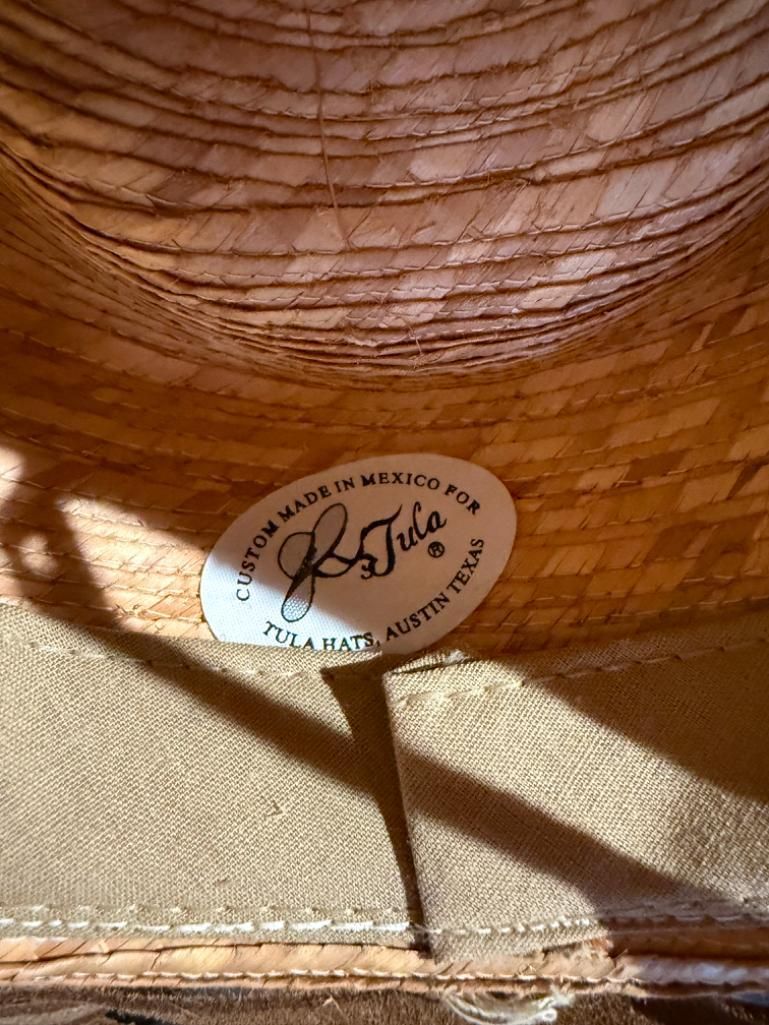 CUSTOM MADE IN MEXICO FOR
Tula ®
TULA HATS, AUSTIN TEXAS